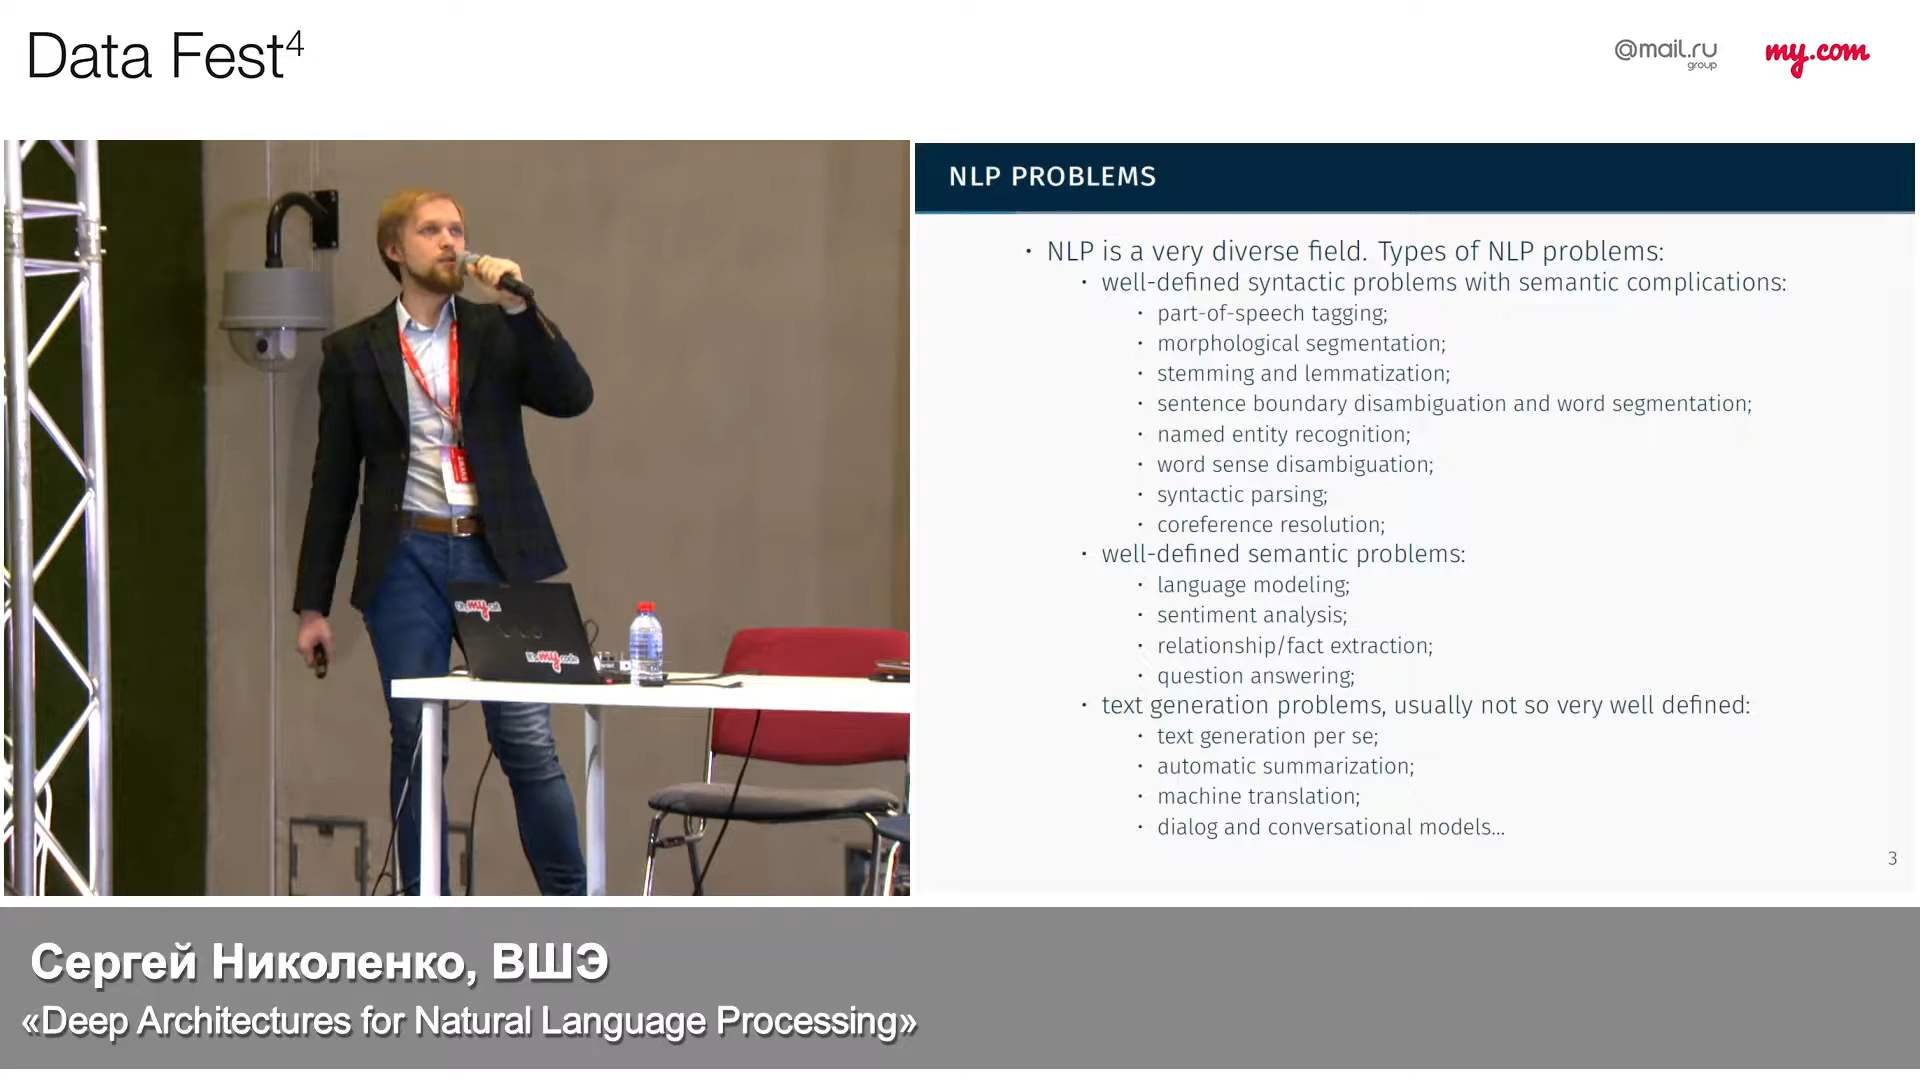 Data Fest⁴
@mail.ru
group
my.com
NLP PROBLEMS
· NLP is a very diverse field. Types of NLP problems:
· well-defined syntactic problems with semantic complications:
· part-of-speech tagging;
· morphological segmentation;
· stemming and lemmatization;
· sentence boundary disambiguation and word segmentation;
· named entity recognition;
· word sense disambiguation;
· syntactic parsing;
· coreference resolution;
· well-defined semantic problems:
· language modeling;
· sentiment analysis;
· relationship/fact extraction;
· question answering;
· text generation problems, usually not so very well defined:
· text generation per se;
· automatic summarization;
· machine translation;
· dialog and conversational models...
3
my
It's my code
Сергей Николенко, ВШЭ
«Deep Architectures for Natural Language Processing»